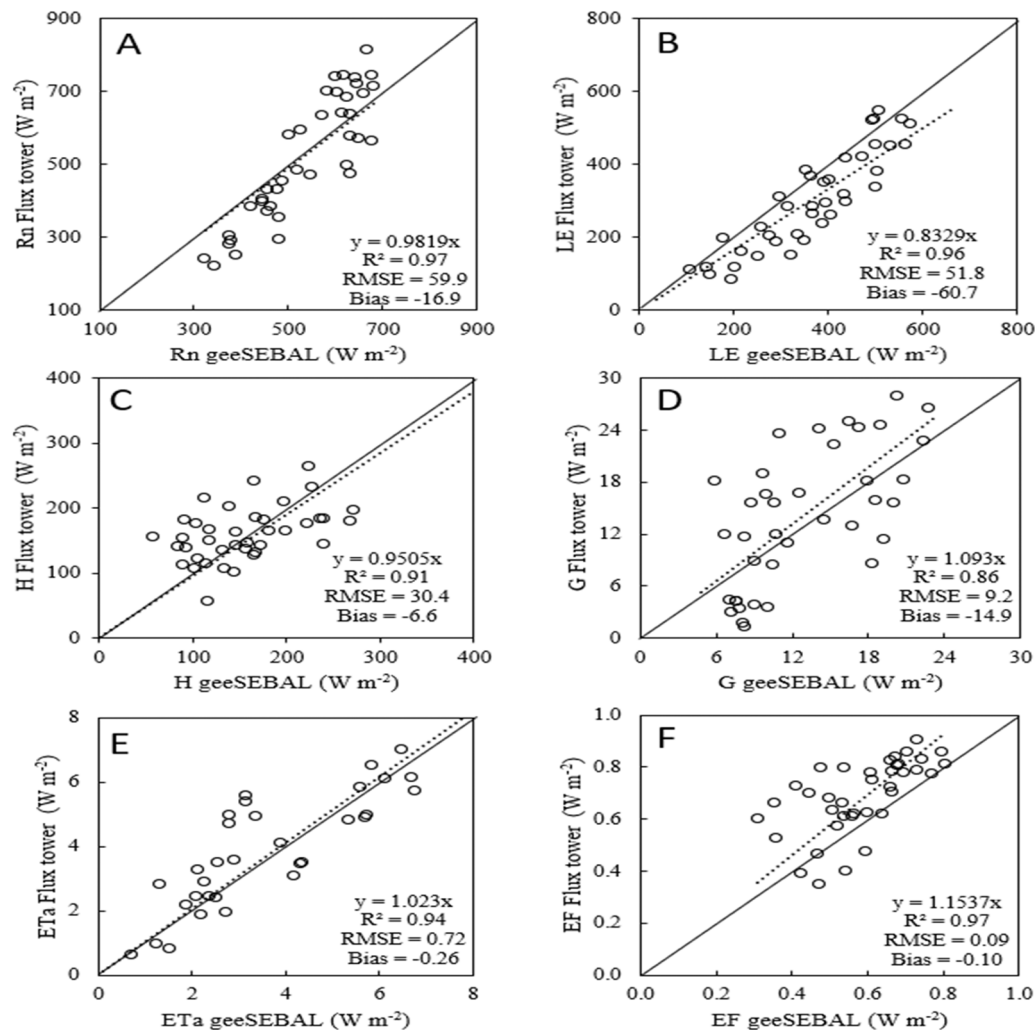 A
Rn Flux tower (W m⁻²)
900
700
500
300
100
y = 0.9819x
R² = 0.97
RMSE = 59.9
Bias = -16.9
100 300 500 700 900
Rn geeSEBAL (W m⁻²)
B
LE Flux tower (W m⁻²)
800
600
400
200
0
y = 0.8329x
R² = 0.96
RMSE = 51.8
Bias = -60.7
0 200 400 600 800
LE geeSEBAL (W m⁻²)
C
H Flux tower (W m⁻²)
400
300
200
100
0
y = 0.9505x
R² = 0.91
RMSE = 30.4
Bias = -6.6
0 100 200 300 400
H geeSEBAL (W m⁻²)
D
G Flux tower (W m⁻²)
30
24
18
12
6
0
y = 1.093x
R² = 0.86
RMSE = 9.2
Bias = -14.9
0 6 12 18 24 30
G geeSEBAL (W m⁻²)
E
ETa Flux tower (W m⁻²)
8
6
4
2
0
y = 1.023x
R² = 0.94
RMSE = 0.72
Bias = -0.26
0 2 4 6 8
ETa geeSEBAL (W m⁻²)
F
EF Flux tower (W m⁻²)
1.0
0.8
0.6
0.4
0.2
0.0
y = 1.1537x
R² = 0.97
RMSE = 0.09
Bias = -0.10
0.0 0.2 0.4 0.6 0.8 1.0
EF geeSEBAL (W m⁻²)